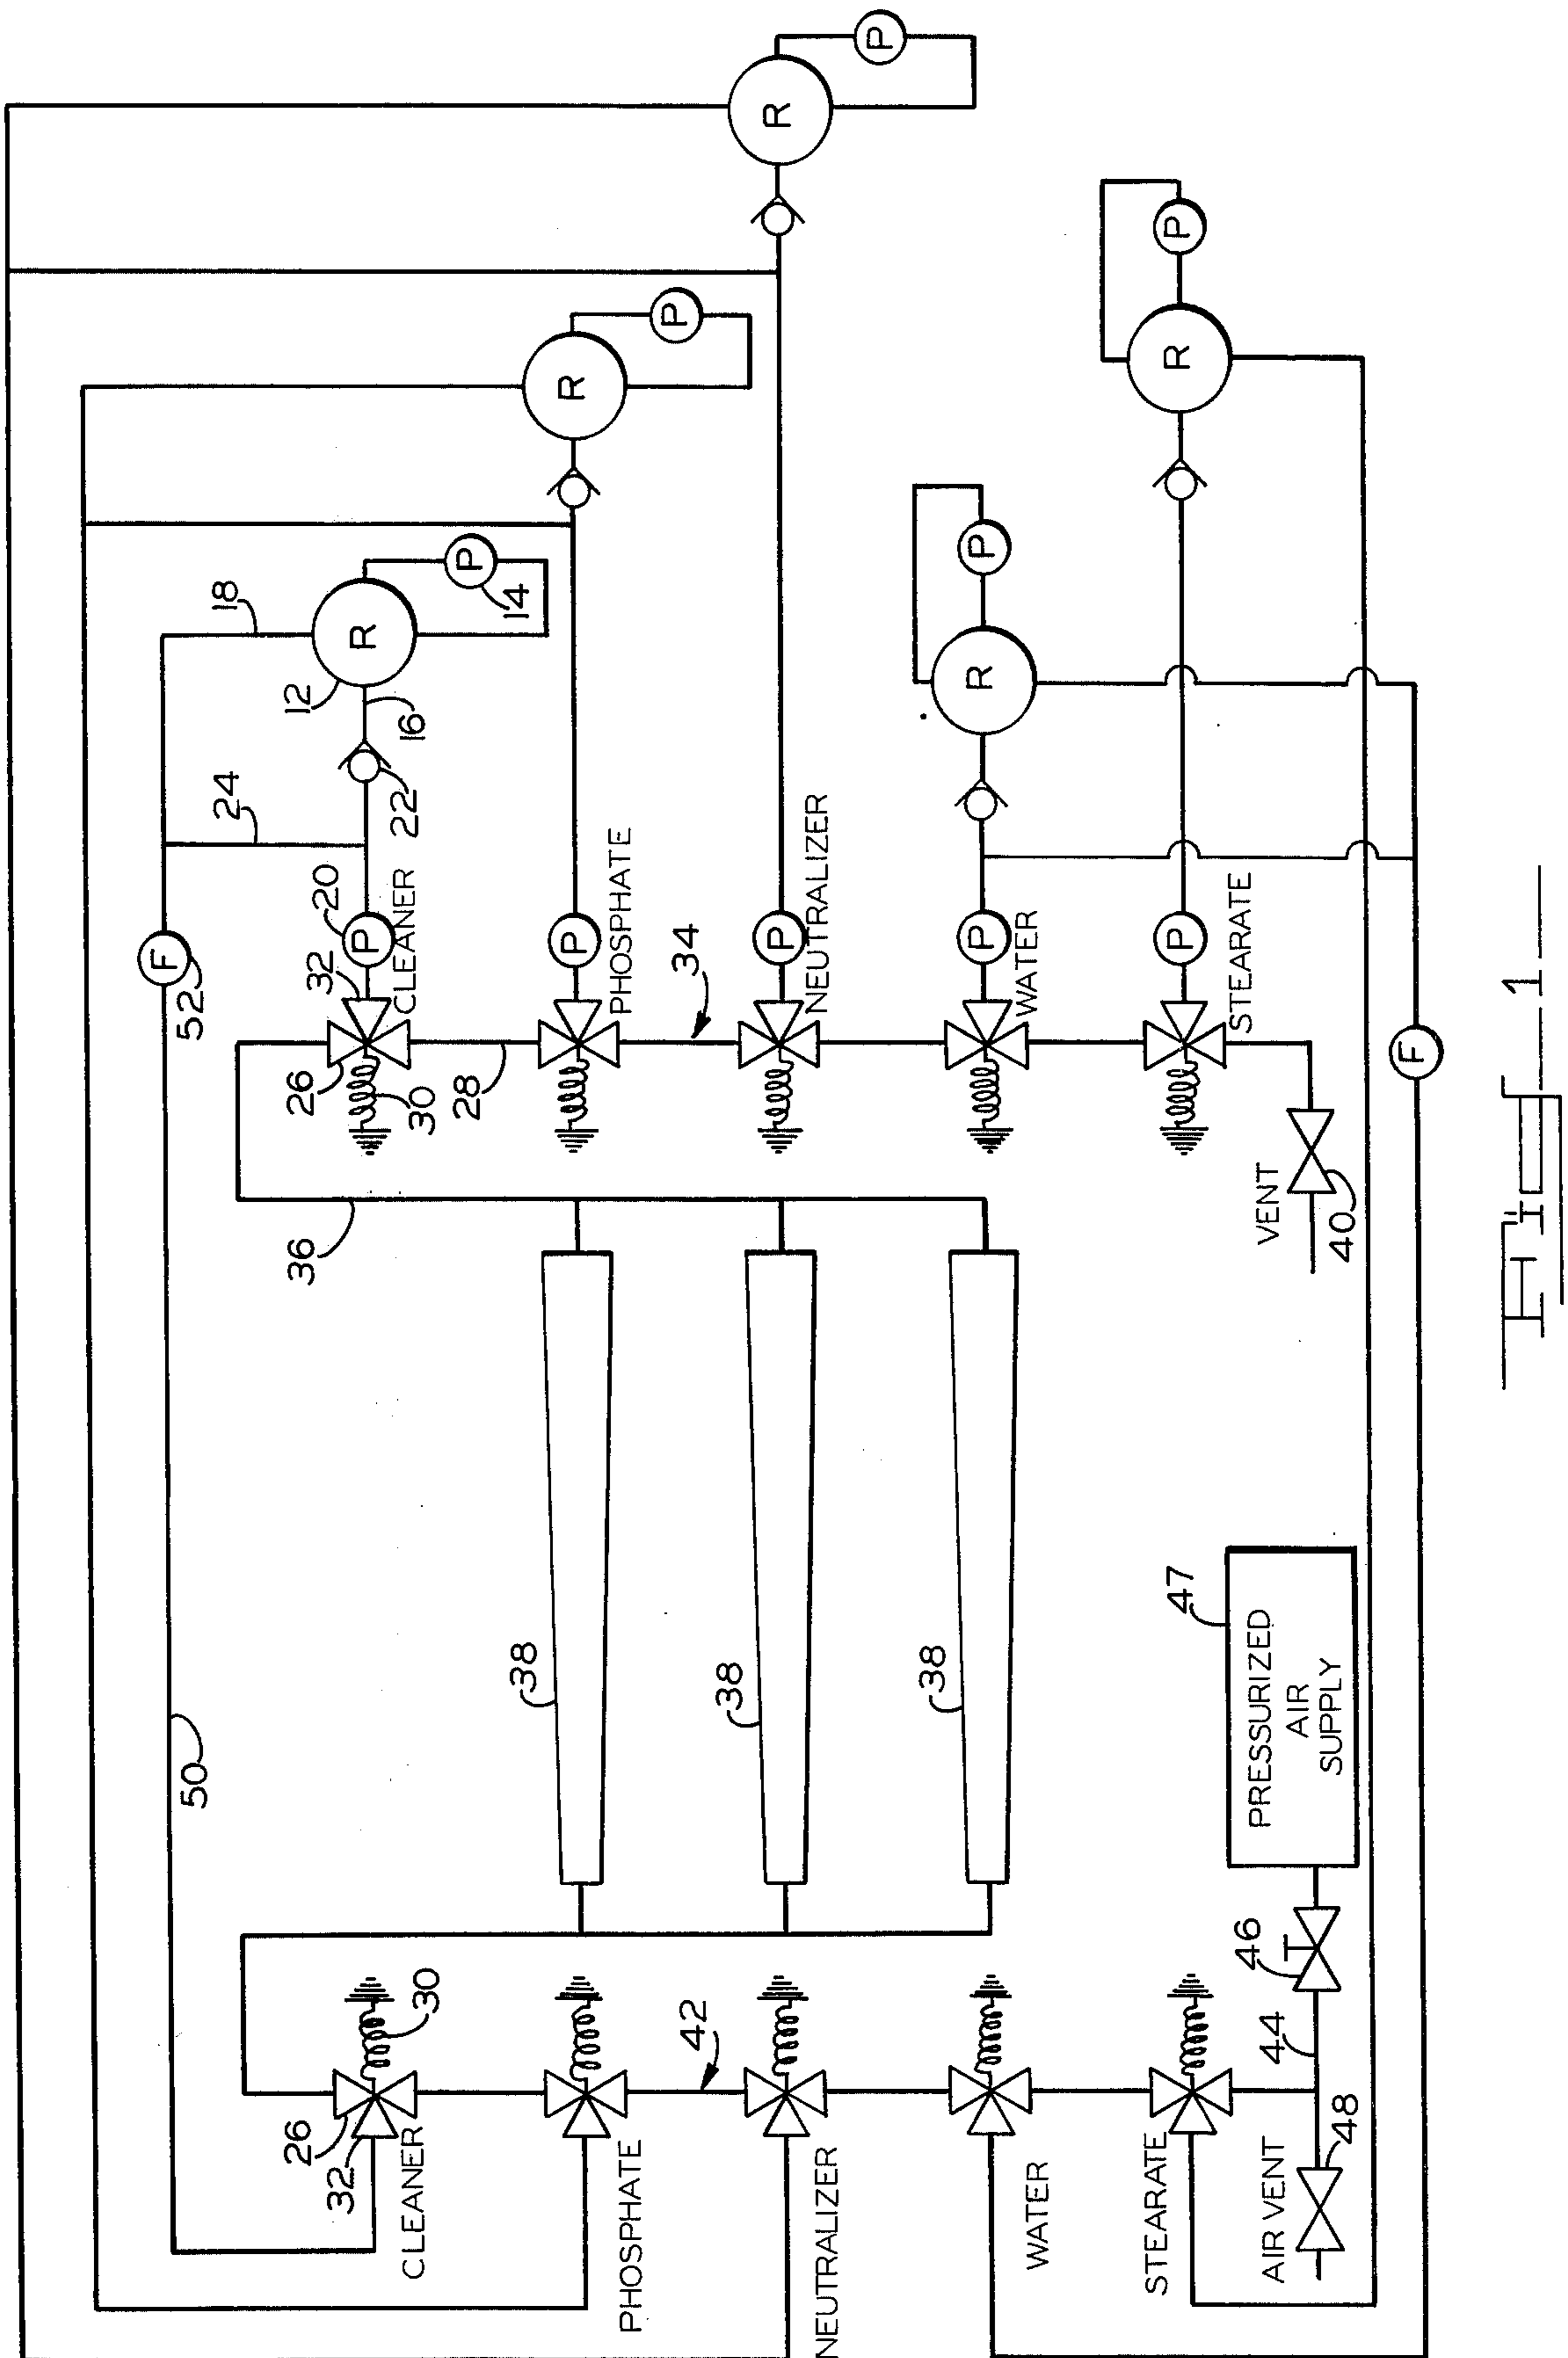 R
P
R
P
18
R
P
14
12
16
22
24
20
P
CLEANER
32
F
52
26
30
P
PHOSPHATE
28
34
P
NEUTRALIZER
R
P
P
WATER
R
P
P
STEARATE
F
VENT
40
36
38
38
38
50
47
PRESSURIZED
AIR
SUPPLY
46
44
48
AIR VENT
30
26
32
CLEANER
PHOSPHATE
42
NEUTRALIZER
WATER
STEARATE
Fig-1-